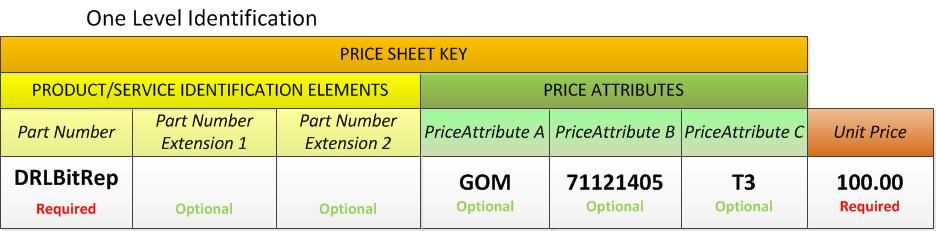 One Level Identification
PRICE SHEET KEY
PRODUCT/SERVICE IDENTIFICATION ELEMENTS PRICE ATTRIBUTES
Part Number Part Number Extension 1 Part Number Extension 2 PriceAttribute A PriceAttribute B PriceAttribute C Unit Price
DRLBitRep GOM 71121405 T3 100.00
Required Optional Optional Optional Optional Optional Required